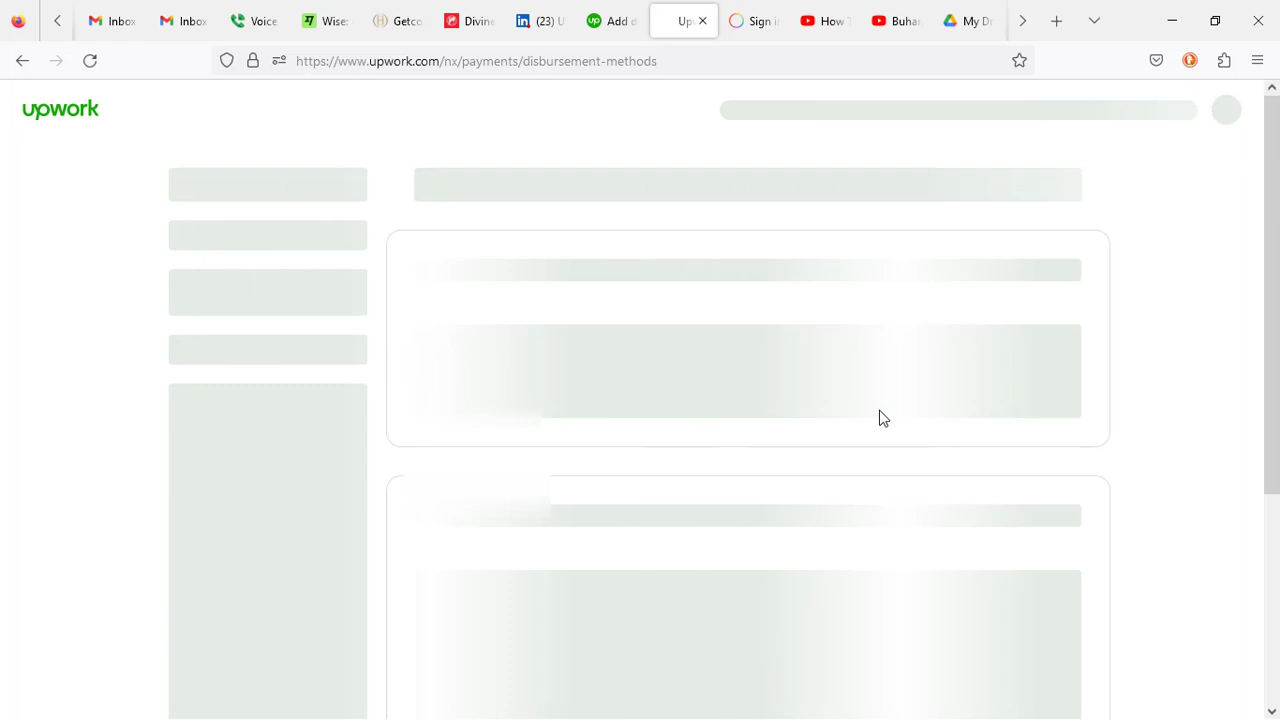 Inbox
Inbox
Voice
Wise:
Getco
Divine
(23) U
Add d
Up
Sign i
How T
Buha
My Dr
https://www.upwork.com/nx/payments/disbursement-methods
upwork